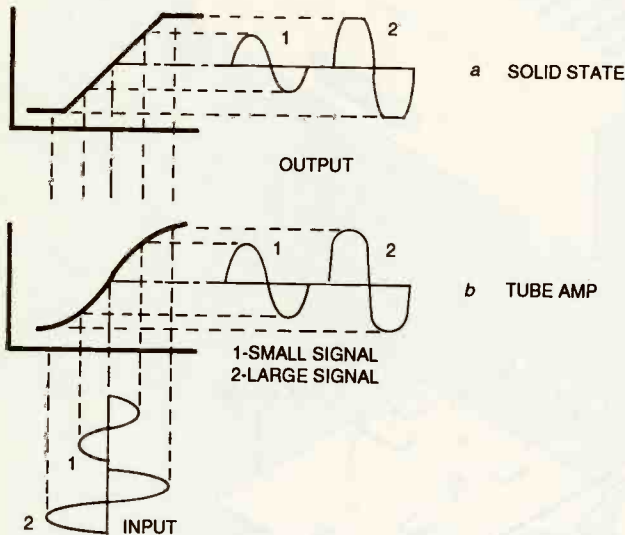 1
2
a SOLID STATE
OUTPUT
1
2
b TUBE AMP
1-SMALL SIGNAL
2-LARGE SIGNAL
1
2
INPUT